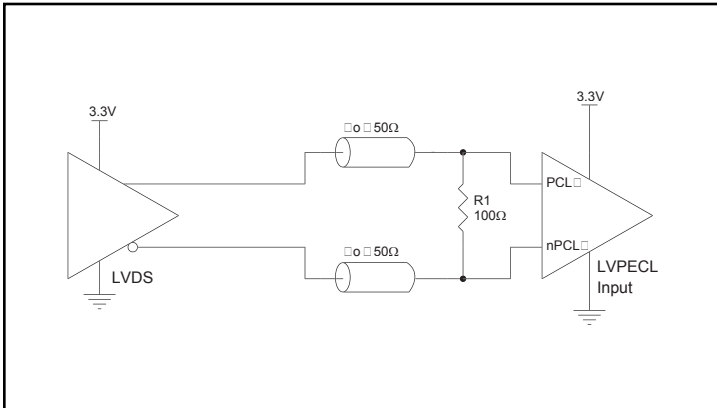 3.3V
3.3V
□o □ 50Ω
PCL□
R1
100Ω
nPCL□
□o □ 50Ω
LVDS
LVPECL
Input